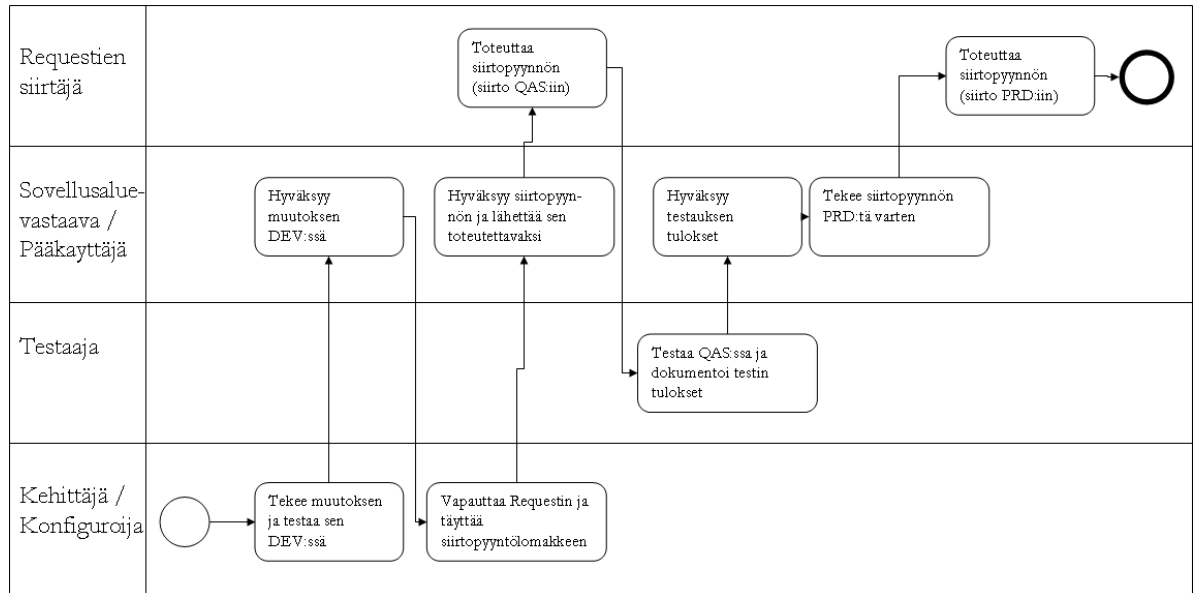 Requestien
siirtäjä
Toteuttaa
siirtopyynnön
(siirto QAS:iin)
Toteuttaa
siirtopyynnön
(siirto PRD:iin)
Sovellusalue-
vastaava /
Pääkayttäjä
Hyväksyy
muutoksen
DEV:ssä
Hyväksyy siirtopyyn-
nön ja lähettää sen
toteutettavaksi
Hyväksyy
testauksen
tulokset
Tekee siirtopyynnön
PRD:tä varten
Testaaja
Testaa QAS:ssa ja
dokumentoi testin
tulokset
Kehittäjä /
Konfiguroija
Tekee muutoksen
ja testaa sen
DEV:ssä
Vapauttaa Requestin ja
täyttää
siirtopyyntölomakkeen